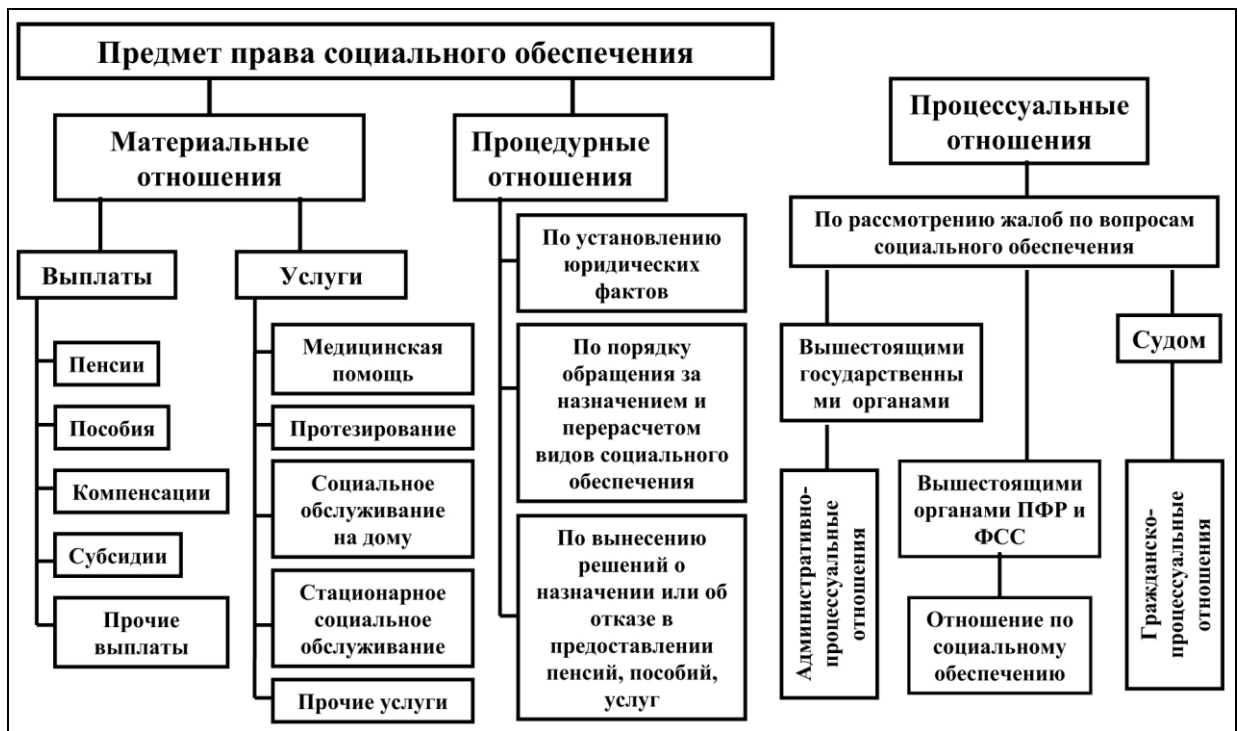 Предмет права социального обеспечения
Материальные
отношения
Выплаты
Пенсии
Пособия
Компенсации
Субсидии
Прочие
выплаты
Услуги
Медицинская
помощь
Протезирование
Социальное
обслуживание
на дому
Стационарное
социальное
обслуживание
Прочие услуги
Процедурные
отношения
По установлению
юридических
фактов
По порядку
обращения за
назначением и
перерасчетом
видов социального
обеспечения
По вынесению
решений о
назначении или об
отказе в
предоставлении
пенсий, пособий,
услуг
Процессуальные
отношения
По рассмотрению жалоб по вопросам
социального обеспечения
Вышестоящими
государственны
ми органами
Административно-
процессуальные
отношения
Вышестоящими
органами ПФР и
ФСС
Отношение по
социальному
обеспечению
Судом
Гражданско-
процессуальные
отношения